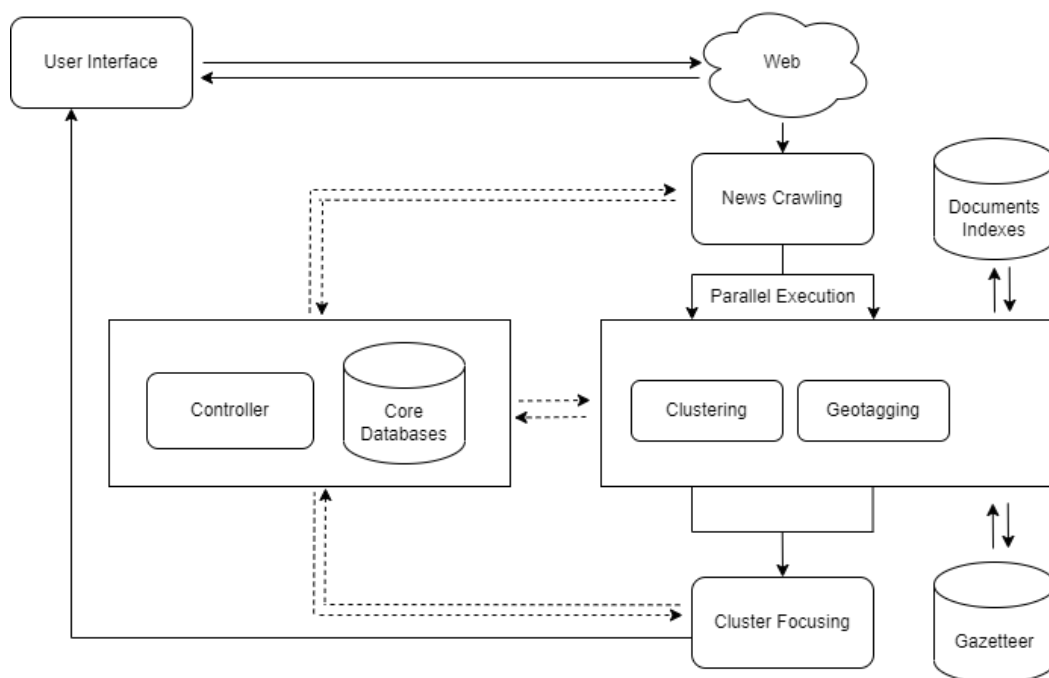 User Interface
Web
News Crawling
Documents
Indexes
Parallel Execution
Controller
Core
Databases
Clustering
Geotagging
Cluster Focusing
Gazetteer